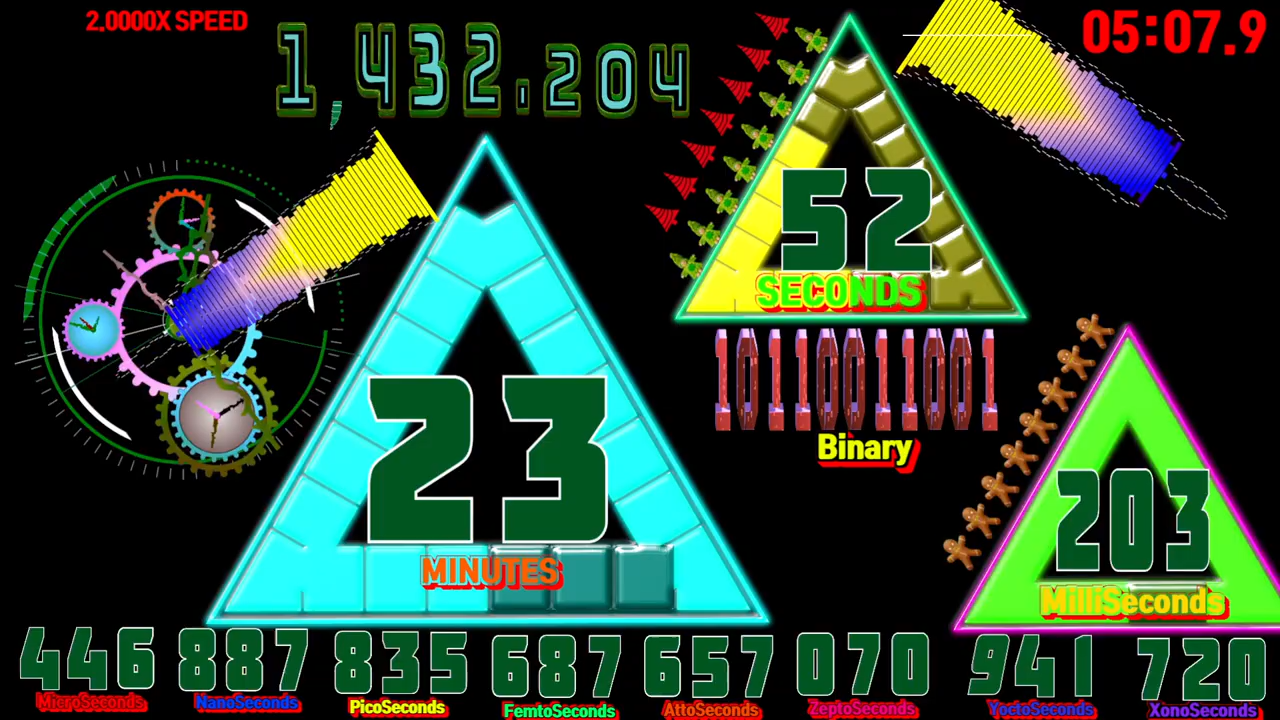 2.0000X SPEED
1,432.204
05:07.9
52
SECONDS
10110011001
Binary
23
MINUTES
203
MilliSeconds
446 887 835 687 657 070 941 720
MicroSeconds NanoSeconds PicoSeconds FemtoSeconds AttoSeconds ZeptoSeconds YoctoSeconds XonoSeconds